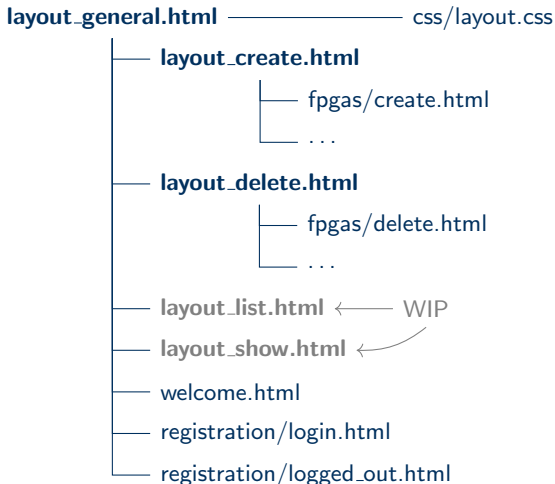 layout_general.html css/layout.css
layout_create.html
fpgas/create.html
...
layout_delete.html
fpgas/delete.html
...
layout_list.html WIP
layout_show.html
welcome.html
registration/login.html
registration/logged_out.html